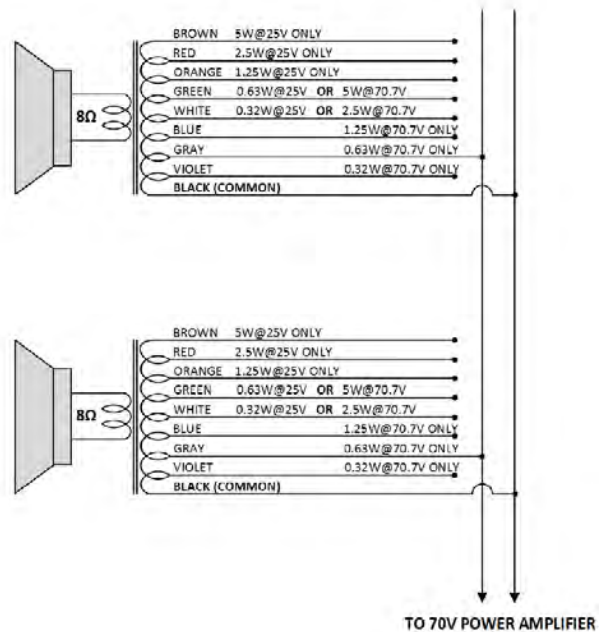 BROWN 5W@25V ONLY
RED 2.5W@25V ONLY
ORANGE 1.25W@25V ONLY
GREEN 0.63W@25V OR 5W@70.7V
WHITE 0.32W@25V OR 2.5W@70.7V
BLUE 1.25W@70.7V ONLY
GRAY 0.63W@70.7V ONLY
VIOLET 0.32W@70.7V ONLY
BLACK (COMMON)
8Ω
BROWN 5W@25V ONLY
RED 2.5W@25V ONLY
ORANGE 1.25W@25V ONLY
GREEN 0.63W@25V OR 5W@70.7V
WHITE 0.32W@25V OR 2.5W@70.7V
BLUE 1.25W@70.7V ONLY
GRAY 0.63W@70.7V ONLY
VIOLET 0.32W@70.7V ONLY
BLACK (COMMON)
8Ω
TO 70V POWER AMPLIFIER